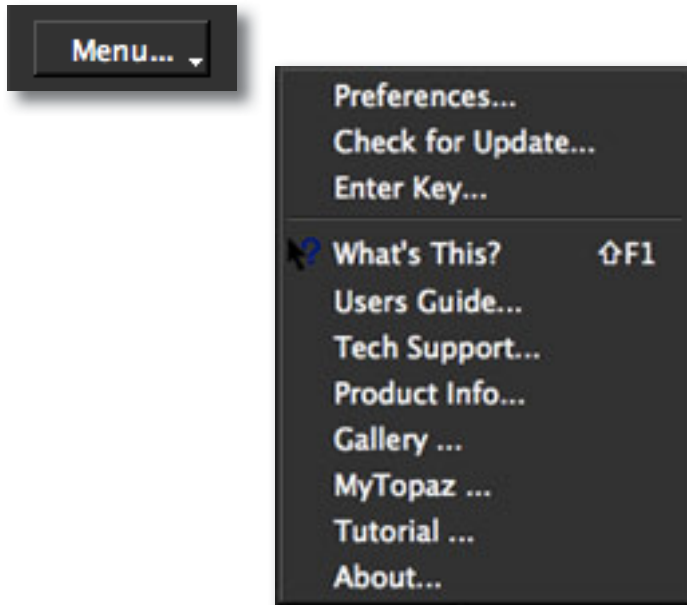 Menu...
Preferences...
Check for Update...
Enter Key...
What's This? ⇧F1
Users Guide...
Tech Support...
Product Info...
Gallery ...
MyTopaz ...
Tutorial ...
About...